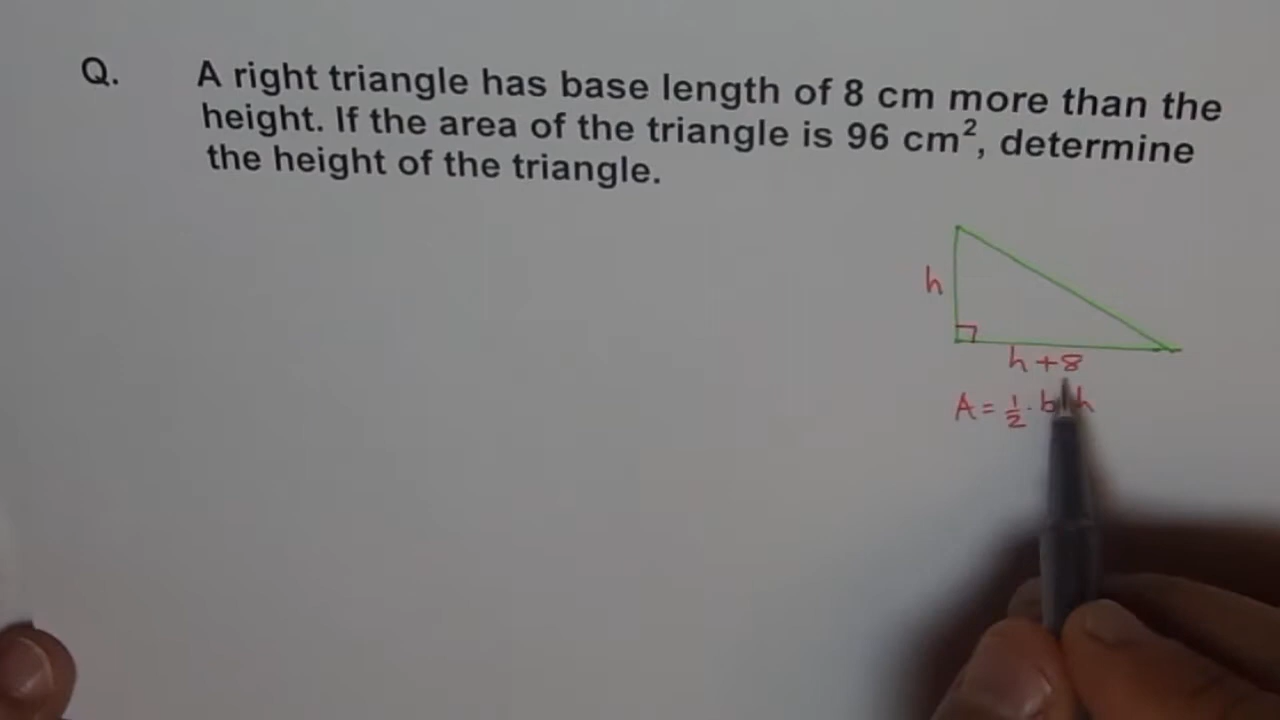 Q. A right triangle has base length of 8 cm more than the
height. If the area of the triangle is 96 cm², determine
the height of the triangle.
h
h+8
A = 1/2 · b h